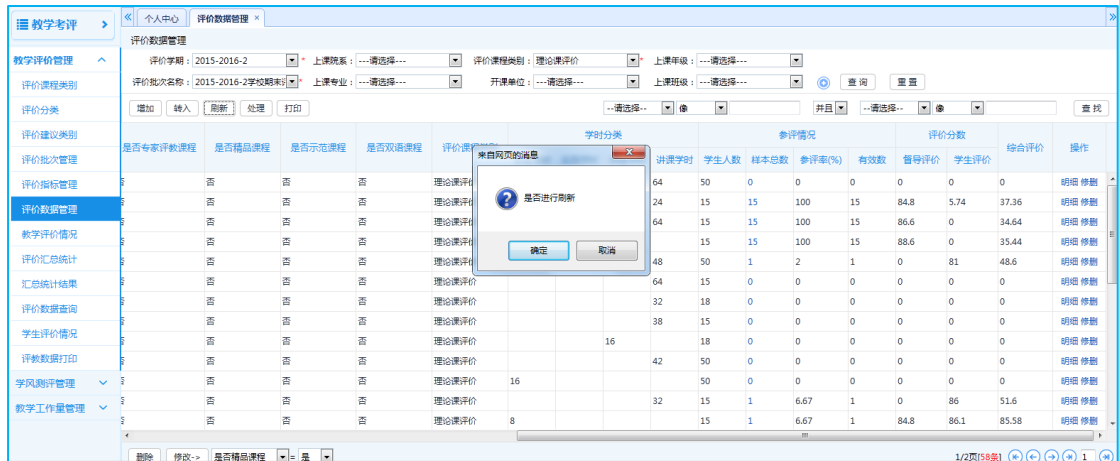 教学考评
个人中心 评价数据管理
评价数据管理
教学评价管理
评价课程类别
评价分类
评价建议类别
评价批次管理
评价指标管理
评价数据管理
教学评价情况
评价汇总统计
汇总统计结果
评价数据查询
学生评价情况
评教数据打印
学风测评管理
教学工作量管理
评价学期：2015-2016-2 * 上课院系：---请选择--- 评价课程类别：理论课评价 * 上课年级：---请选择---
评价批次名称：2015-2016-2学校期末评 * 上课专业：---请选择--- 开课单位：---请选择--- 上课班级：---请选择--- 查询 重置
增加 转入 刷新 处理 打印 --请选择-- 像 并且 --请选择-- 像 查找
学时分类 参评情况 评价分数
是否专家评教课程 是否精品课程 是否示范课程 是否双语课程 讲课学时 学生人数 样本总数 参评率(%) 有效数 督导评价 学生评价 综合评价 操作
来自网页的消息
是否进行刷新
确定 取消
否 否 否 理论课评价 64 50 0 0 0 0 0 0 明细 修删
否 否 否 理论课评价 24 15 15 100 15 84.8 5.74 37.36 明细 修删
否 否 否 理论课评价 64 15 15 100 15 86.6 0 34.64 明细 修删
否 否 否 理论课评价 15 15 100 15 88.6 0 35.44 明细 修删
否 否 否 理论课评价 48 50 1 2 1 0 81 48.6 明细 修删
否 否 否 理论课评价 64 15 0 0 0 0 0 0 明细 修删
否 否 否 理论课评价 32 18 0 0 0 0 0 0 明细 修删
否 否 否 理论课评价 38 15 0 0 0 0 0 0 明细 修删
否 否 否 理论课评价 16 18 0 0 0 0 0 0 明细 修删
否 否 否 理论课评价 42 50 0 0 0 0 0 0 明细 修删
否 否 否 理论课评价 16 50 0 0 0 0 0 0 明细 修删
否 否 否 理论课评价 32 15 1 6.67 1 0 86 51.6 明细 修删
否 否 否 理论课评价 8 15 1 6.67 1 84.8 86.1 85.58 明细 修删
删除 修改-> 是否精品课程 = 是 1/2页[58条] 1